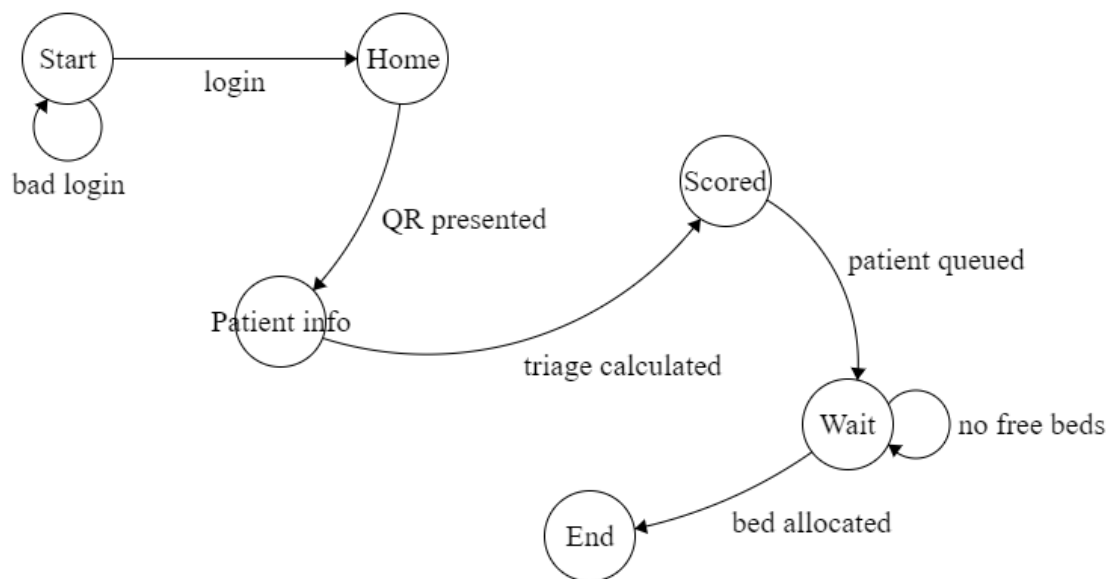 Start
login
Home
bad login
QR presented
Scored
patient queued
Patient info
triage calculated
Wait
no free beds
bed allocated
End